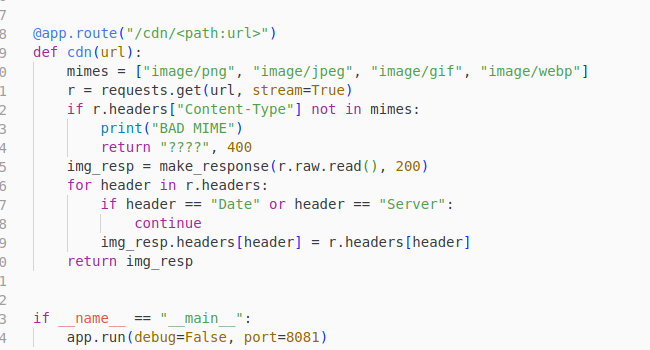 7
8 @app.route("/cdn/<path:url>")
9 def cdn(url):
0     mimes = ["image/png", "image/jpeg", "image/gif", "image/webp"]
1     r = requests.get(url, stream=True)
2     if r.headers["Content-Type"] not in mimes:
3         print("BAD MIME")
4         return "????", 400
5     img_resp = make_response(r.raw.read(), 200)
6     for header in r.headers:
7         if header == "Date" or header == "Server":
8             continue
9         img_resp.headers[header] = r.headers[header]
0     return img_resp
1
2
3 if __name__ == "__main__":
4     app.run(debug=False, port=8081)